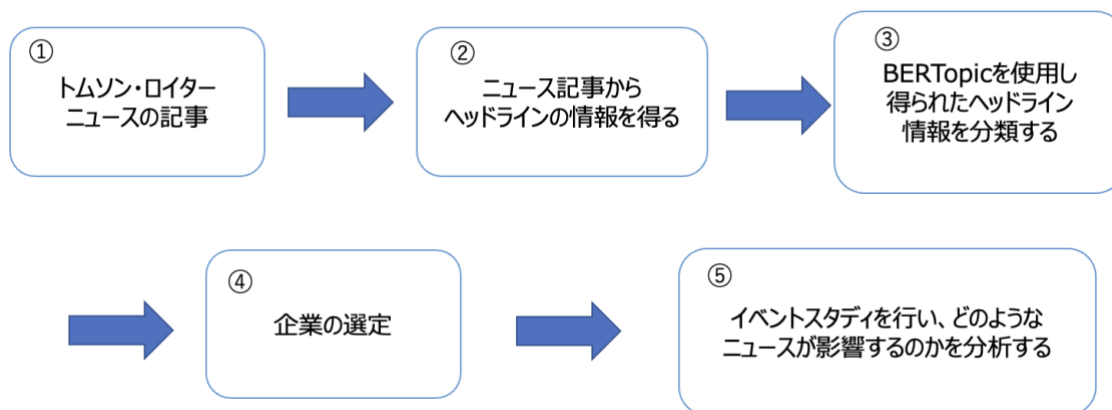 ①
トムソン・ロイター
ニュースの記事
②
ニュース記事から
ヘッドラインの情報を得る
③
BERTopicを使用し
得られたヘッドライン
情報を分類する
④
企業の選定
⑤
イベントスタディを行い、どのような
ニュースが影響するのかを分析する